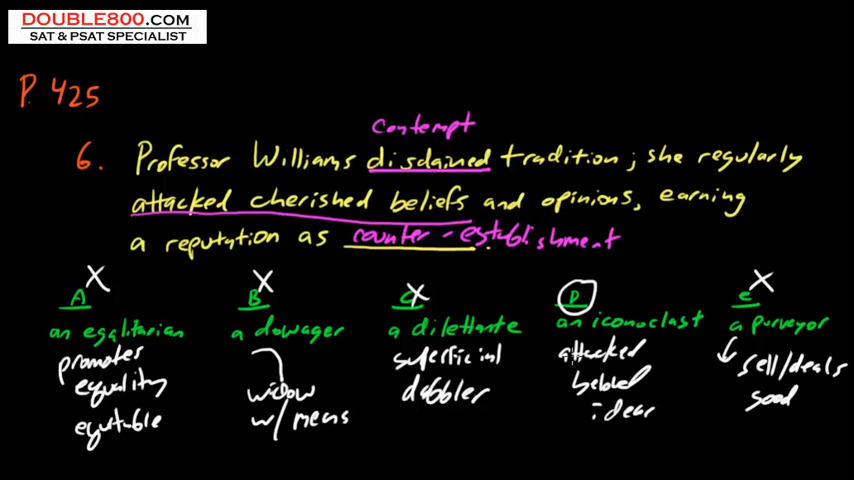 DOUBLE800.COM
SAT & PSAT SPECIALIST
P. 425
contempt
6. Professor Williams disdained tradition; she regularly
attacked cherished beliefs and opinions, earning
a reputation as counter-establishment
A B C D e
an egalitarian a dowager a dilettante an iconoclast a purveyor
promotes superficial attacked sell/deals
equality widow dabbler
equitable w/ means ideas